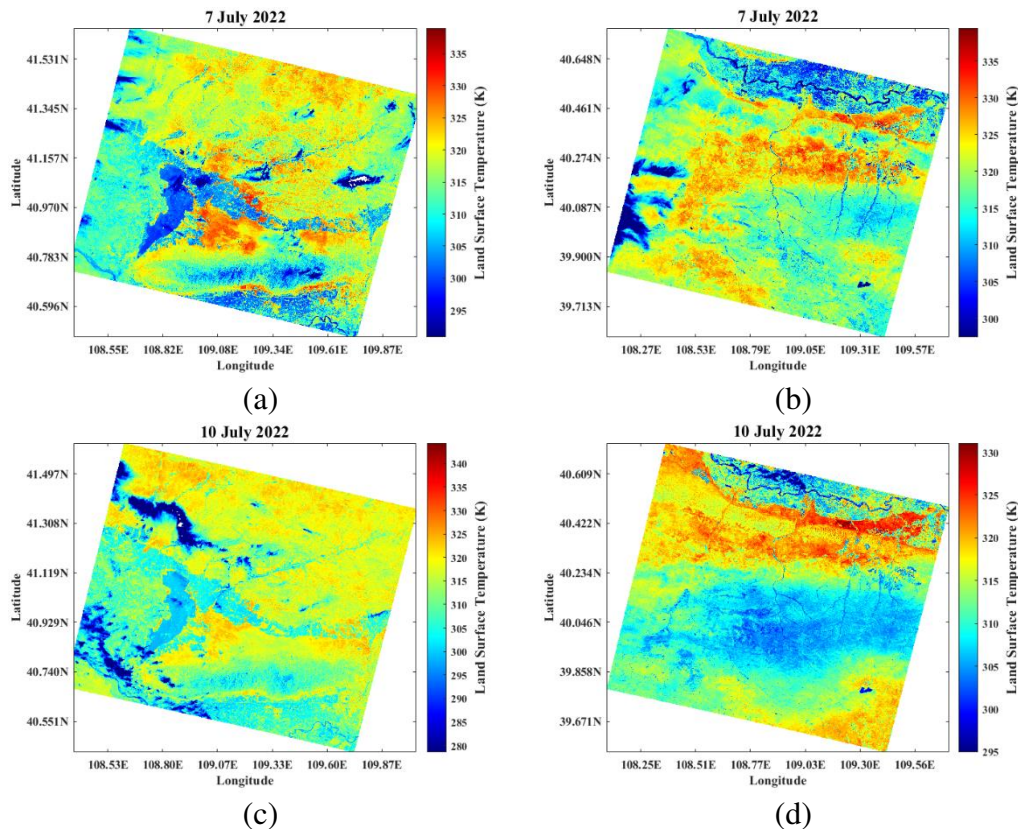 7 July 2022
41.531N
41.345N
41.157N
40.970N
40.783N
40.596N
Latitude
108.55E 108.82E 109.08E 109.34E 109.61E 109.87E
Longitude
335
330
325
320
315
310
305
300
295
Land Surface Temperature (K)
(a)
7 July 2022
40.648N
40.461N
40.274N
40.087N
39.900N
39.713N
Latitude
108.27E 108.53E 108.79E 109.05E 109.31E 109.57E
Longitude
335
330
325
320
315
310
305
300
Land Surface Temperature (K)
(b)
10 July 2022
41.497N
41.308N
41.119N
40.929N
40.740N
40.551N
Latitude
108.53E 108.80E 109.07E 109.33E 109.60E 109.87E
Longitude
340
335
330
325
320
315
310
305
300
295
290
285
280
Land Surface Temperature (K)
(c)
10 July 2022
40.609N
40.422N
40.234N
40.046N
39.858N
39.671N
Latitude
108.25E 108.51E 108.77E 109.03E 109.30E 109.56E
Longitude
330
325
320
315
310
305
300
295
Land Surface Temperature (K)
(d)